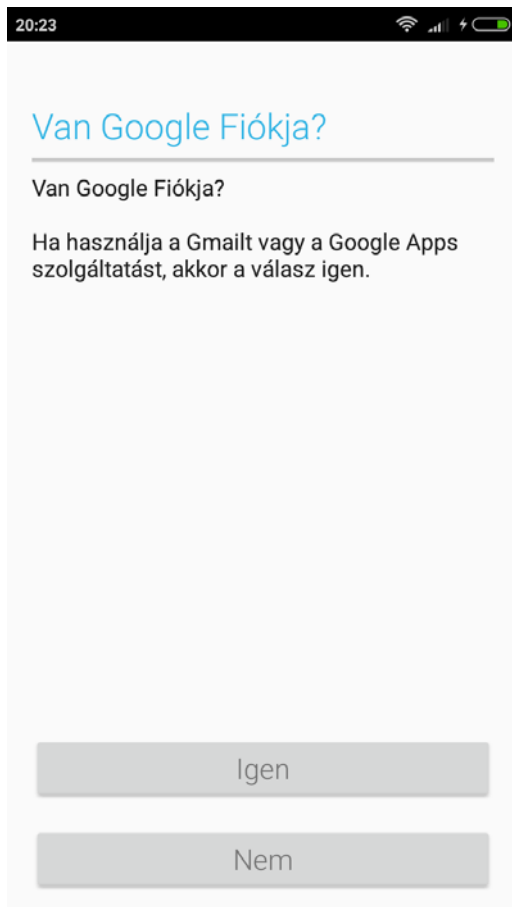 20:23
Van Google Fiókja?
Van Google Fiókja?
Ha használja a Gmailt vagy a Google Apps
szolgáltatást, akkor a válasz igen.
Igen
Nem